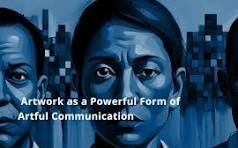 Artwork as a Powerful Form of
Artful Communication